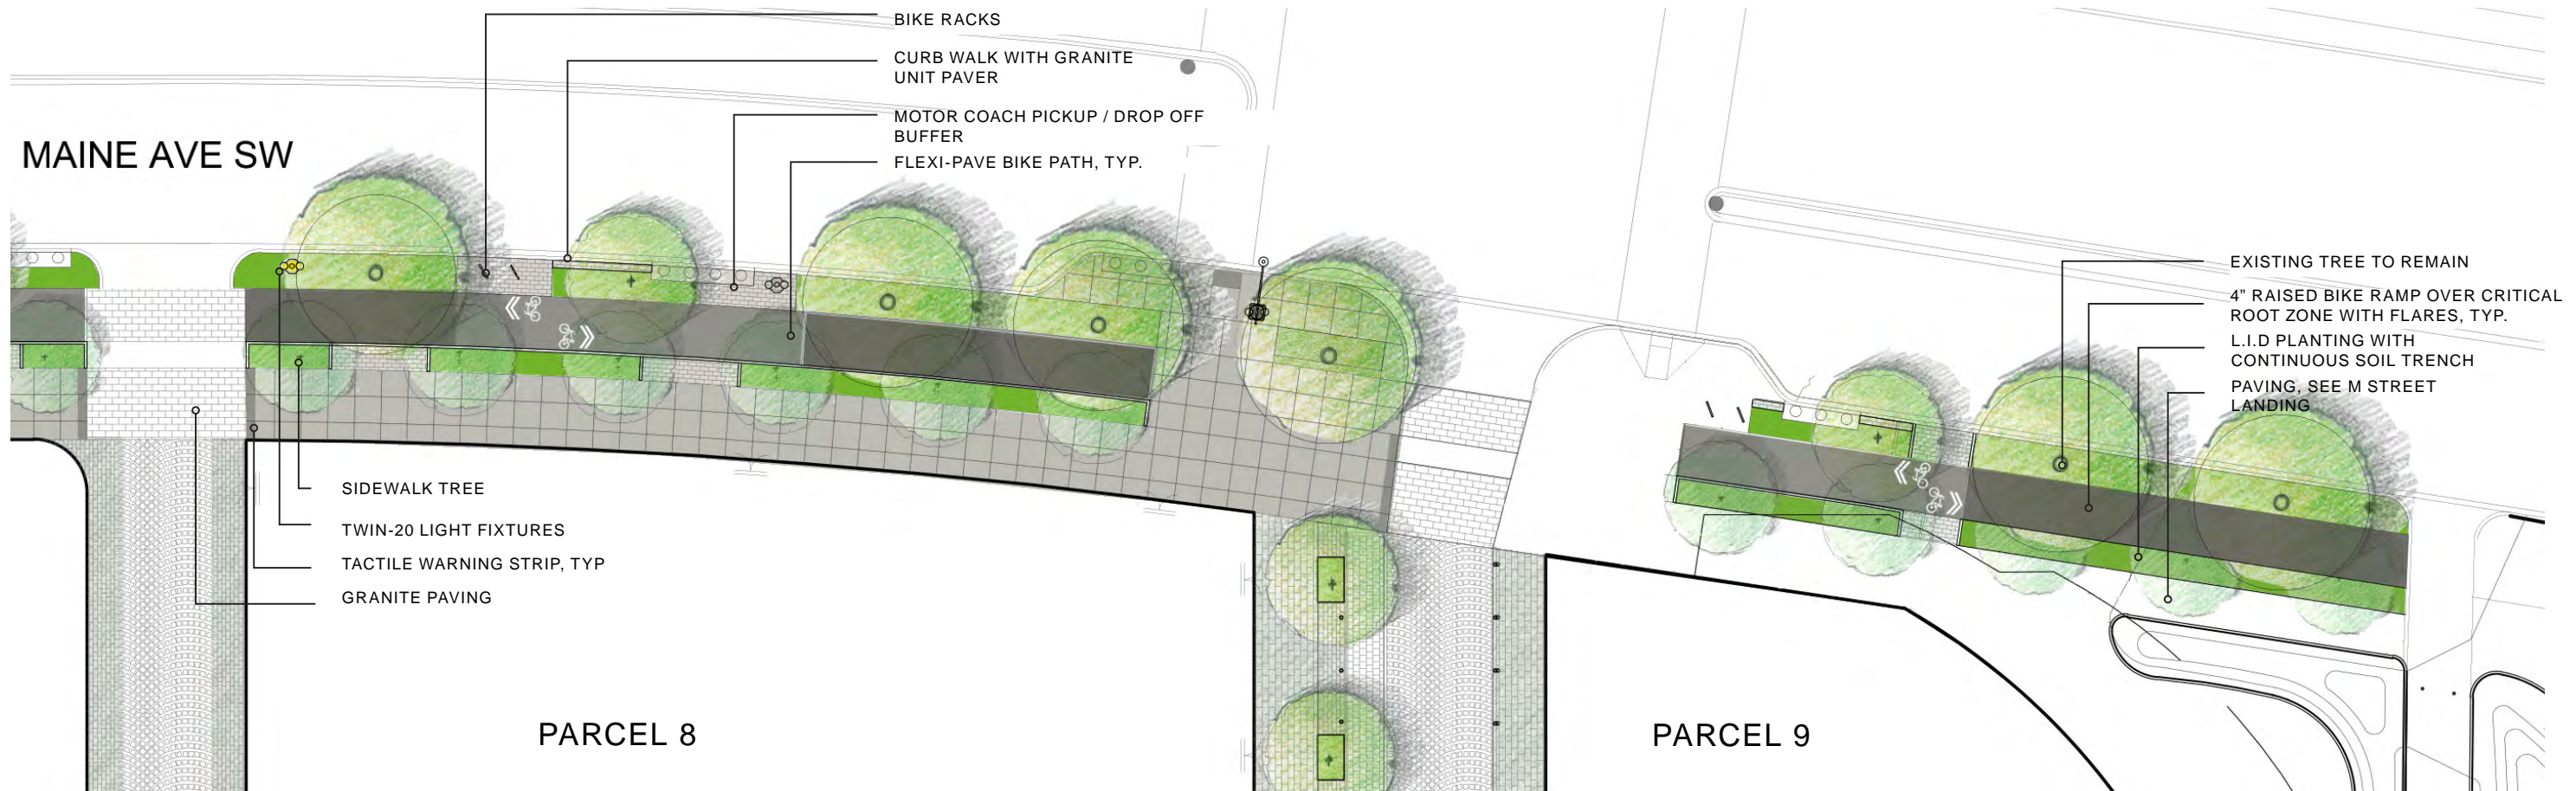 BIKE RACKS
CURB WALK WITH GRANITE
UNIT PAVER
MOTOR COACH PICKUP / DROP OFF
BUFFER
FLEXI-PAVE BIKE PATH, TYP.
MAINE AVE SW
EXISTING TREE TO REMAIN
4” RAISED BIKE RAMP OVER CRITICAL
ROOT ZONE WITH FLARES, TYP.
L.I.D PLANTING WITH
CONTINUOUS SOIL TRENCH
PAVING, SEE M STREET
LANDING
SIDEWALK TREE
TWIN-20 LIGHT FIXTURES
TACTILE WARNING STRIP, TYP
GRANITE PAVING
PARCEL 8
PARCEL 9